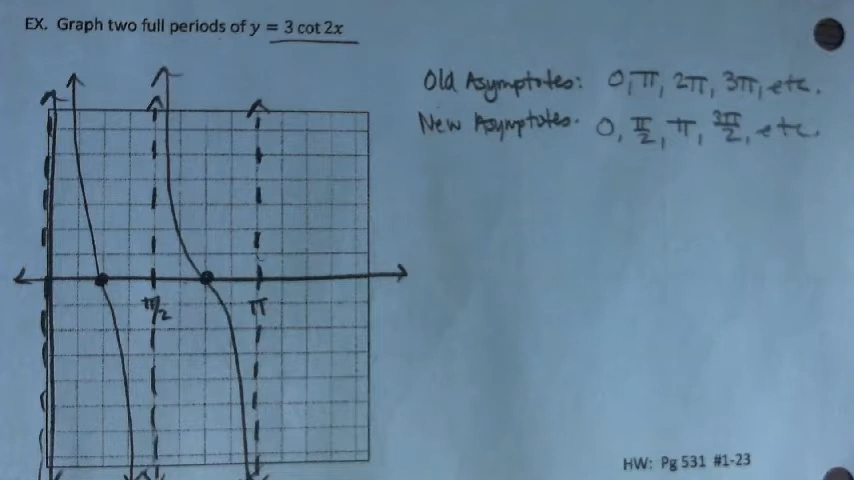 EX. Graph two full periods of y = 3 cot 2x
Old Asymptotes: 0, π, 2π, 3π, etc.
New Asymptotes. 0, π/2, π, 3π/2, etc.
π/2 π
HW: Pg 531 #1-23